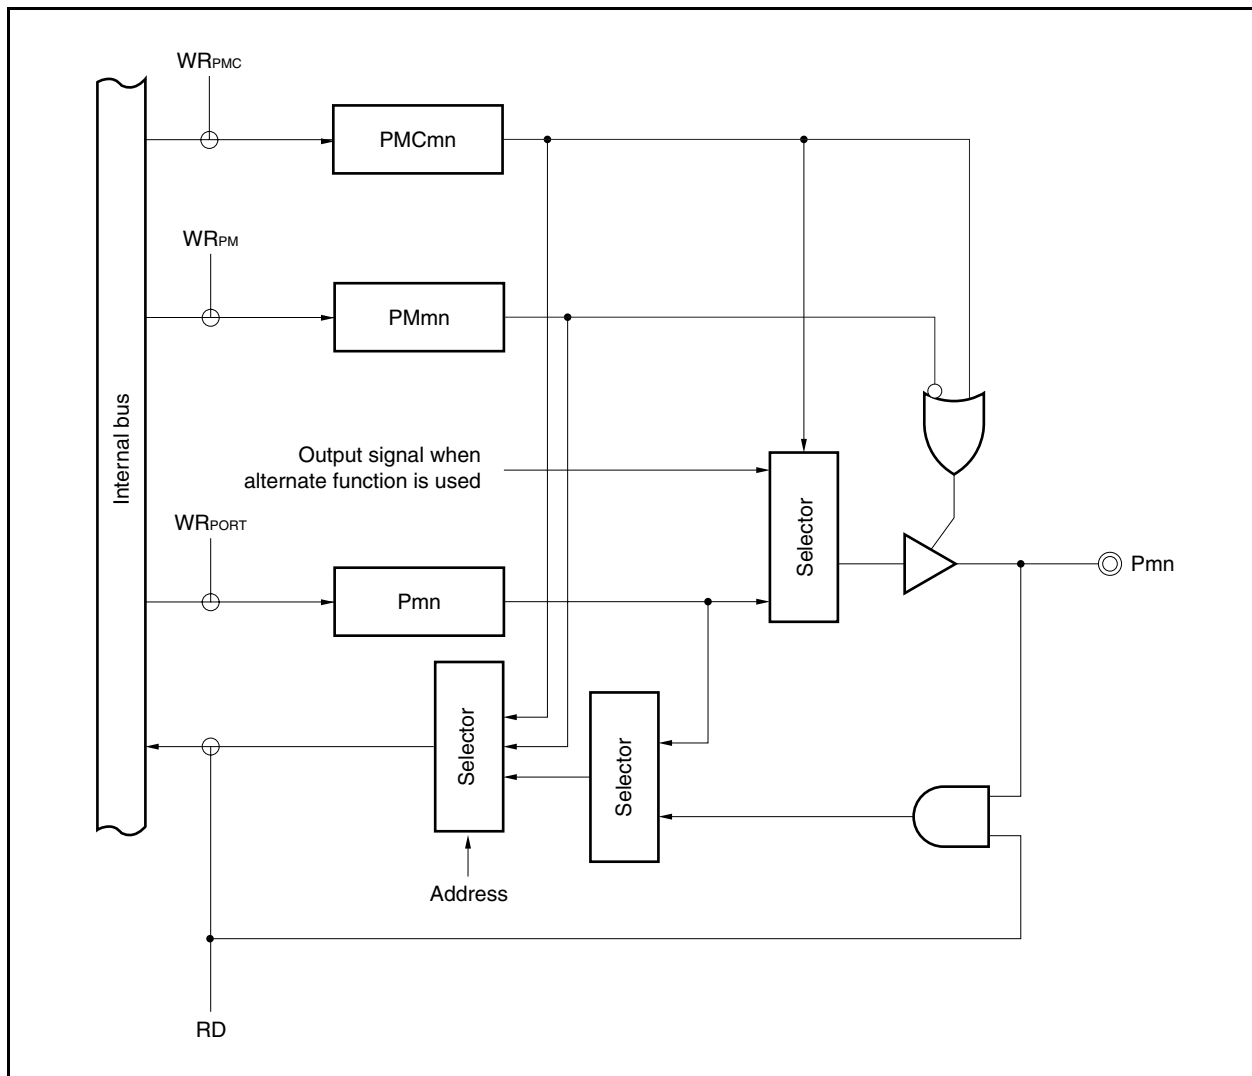 WRPMC
PMCmn
WRPM
PMmn
Internal bus
Output signal when
alternate function is used
Selector
WRPORT
Pmn
Pmn
Selector
Selector
Address
RD